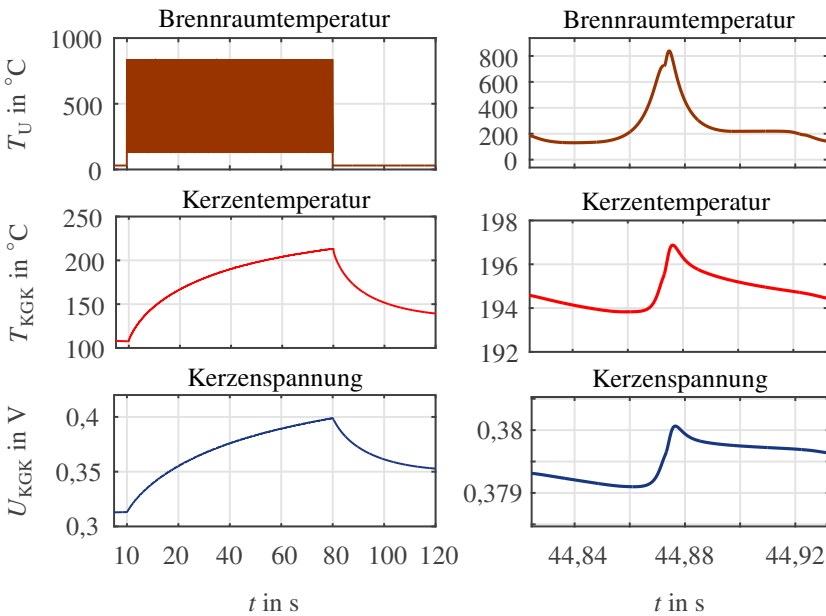 Brennraumtemperatur
1000
500
0
T_U in °C
Kerzentemperatur
250
200
150
100
T_KGK in °C
Kerzenspannung
0,4
0,35
0,3
U_KGK in V
10 20 40 60 80 100 120
t in s
Brennraumtemperatur
800
600
400
200
0
Kerzentemperatur
198
196
194
192
Kerzenspannung
0,38
0,379
44,84 44,88 44,92
t in s